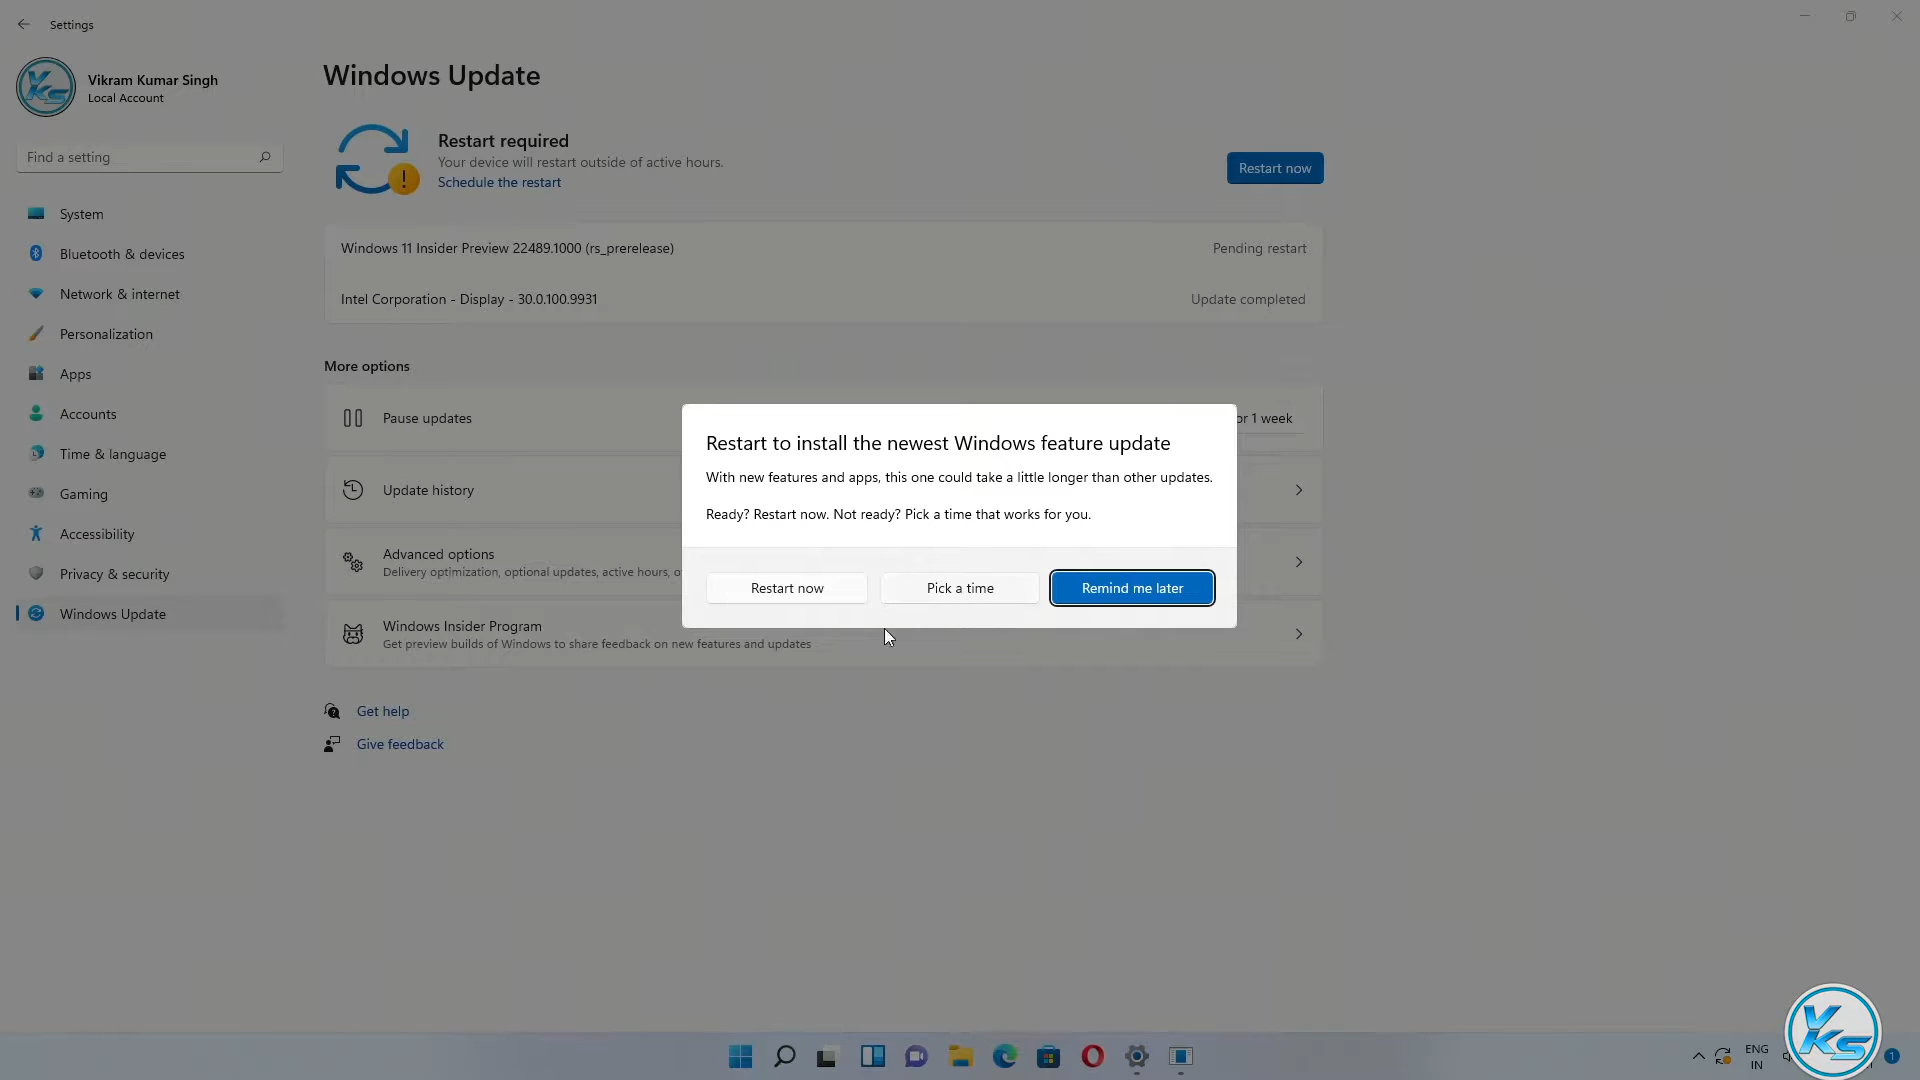 Settings
Vikram Kumar Singh
Local Account
Find a setting
System
Bluetooth & devices
Network & internet
Personalization
Apps
Accounts
Time & language
Gaming
Accessibility
Privacy & security
Windows Update
Windows Update
Restart required
Your device will restart outside of active hours.
Schedule the restart
Restart now
Windows 11 Insider Preview 22489.1000 (rs_prerelease)
Pending restart
Intel Corporation - Display - 30.0.100.9931
Update completed
More options
Pause updates
1 week
Update history
Advanced options
Delivery optimization, optional updates, active hours,
Windows Insider Program
Get preview builds of Windows to share feedback on new features and updates
Get help
Give feedback
Restart to install the newest Windows feature update
With new features and apps, this one could take a little longer than other updates.
Ready? Restart now. Not ready? Pick a time that works for you.
Restart now
Pick a time
Remind me later
ENG
IN
1
VKS
VKS